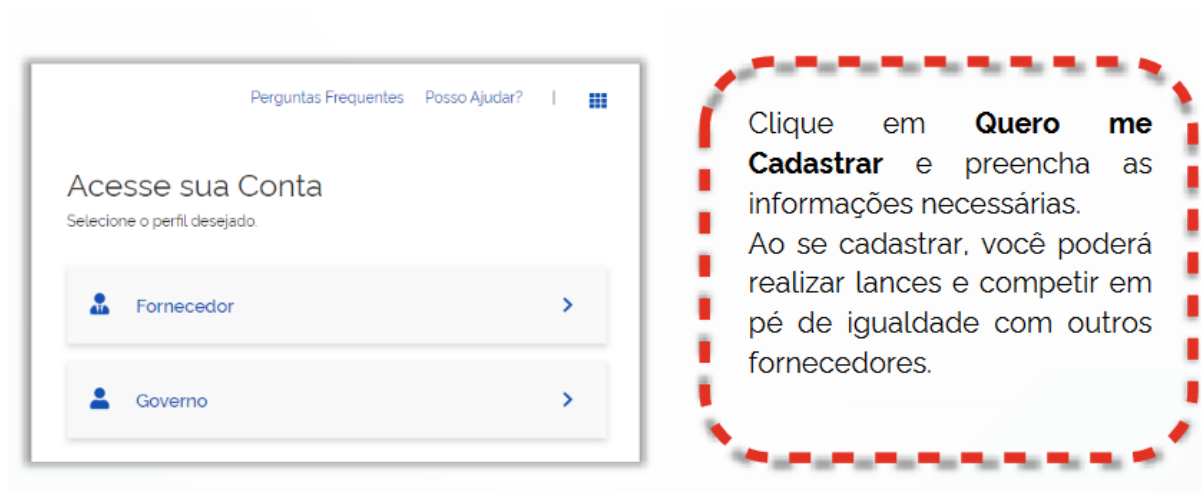 Perguntas Frequentes Posso Ajudar? |
Acesse sua Conta
Selecione o perfil desejado.
Fornecedor
Governo
Clique em Quero me
Cadastrar e preencha as
informações necessárias.
Ao se cadastrar, você poderá
realizar lances e competir em
pé de igualdade com outros
fornecedores.